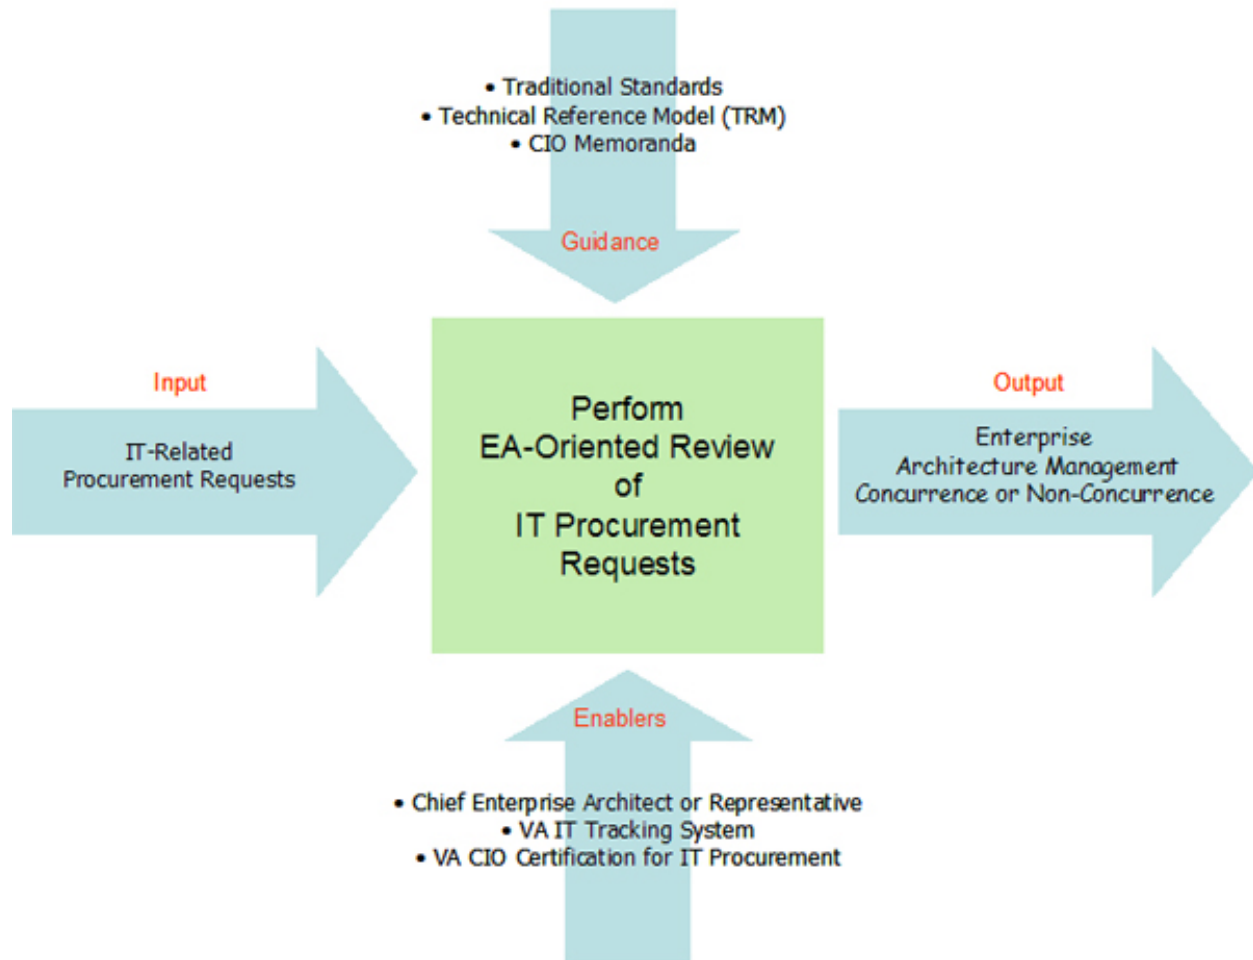 • Traditional Standards
• Technical Reference Model (TRM)
• CIO Memoranda
Guidance
Input
IT-Related
Procurement Requests
Perform
EA-Oriented Review
of
IT Procurement
Requests
Output
Enterprise
Architecture Management
Concurrence or Non-Concurrence
Enablers
• Chief Enterprise Architect or Representative
• VA IT Tracking System
• VA CIO Certification for IT Procurement